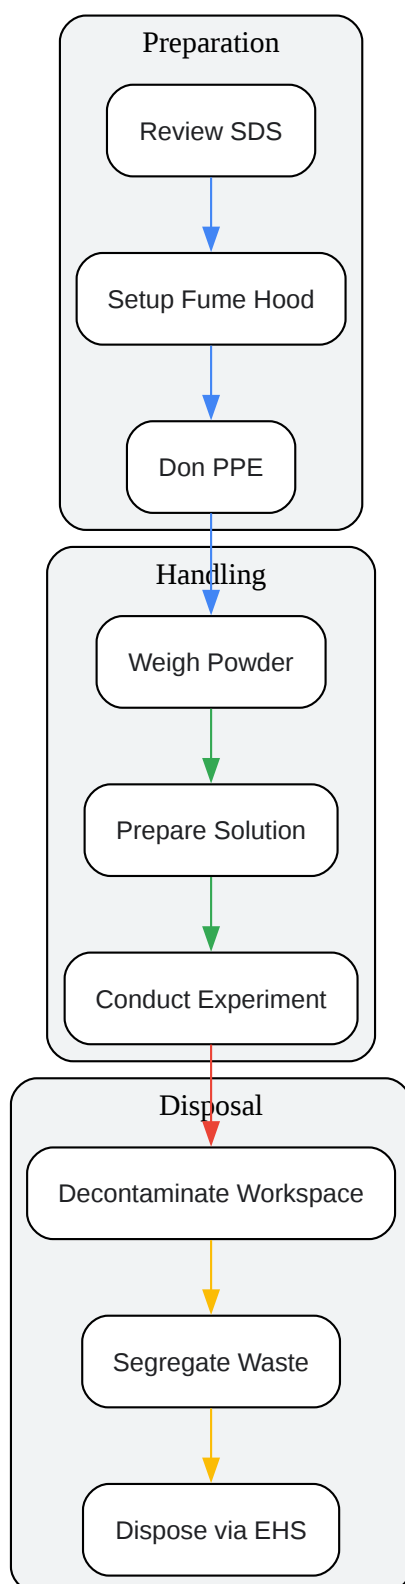 Preparation
Review SDS
Setup Fume Hood
Don PPE
Handling
Weigh Powder
Prepare Solution
Conduct Experiment
Disposal
Decontaminate Workspace
Segregate Waste
Dispose via EHS